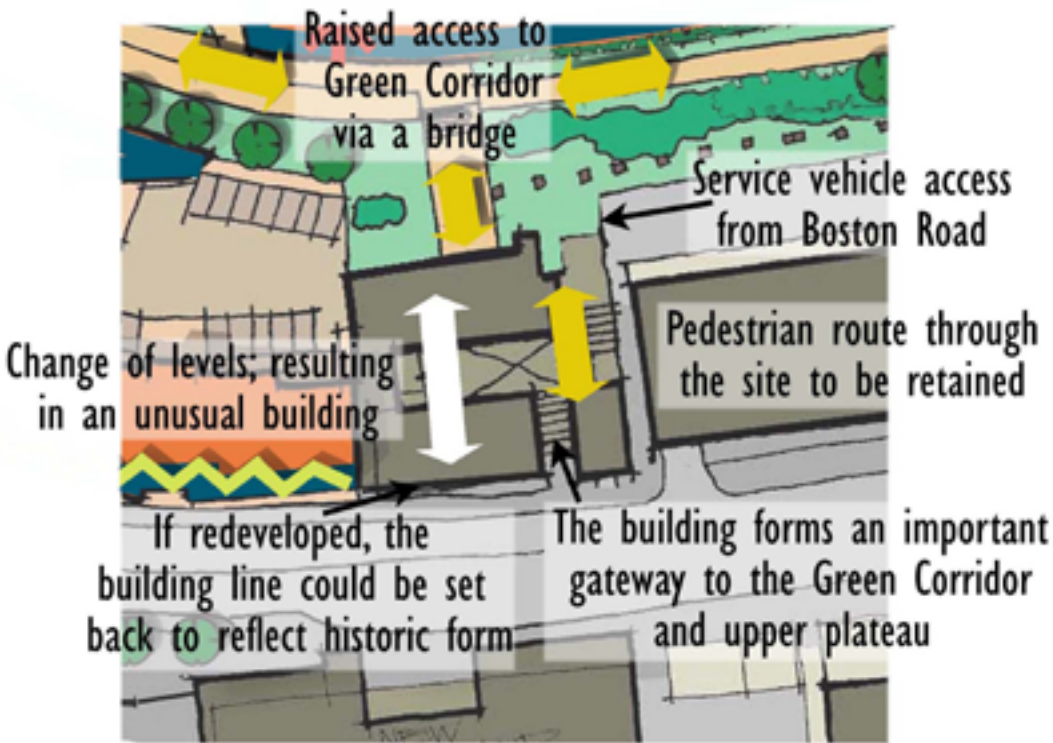 Raised access to
Green Corridor
via a bridge
Service vehicle access
from Boston Road
Change of levels; resulting
in an unusual building
Pedestrian route through
the site to be retained
If redeveloped, the
building line could be set
back to reflect historic form
The building forms an important
gateway to the Green Corridor
and upper plateau
NEW